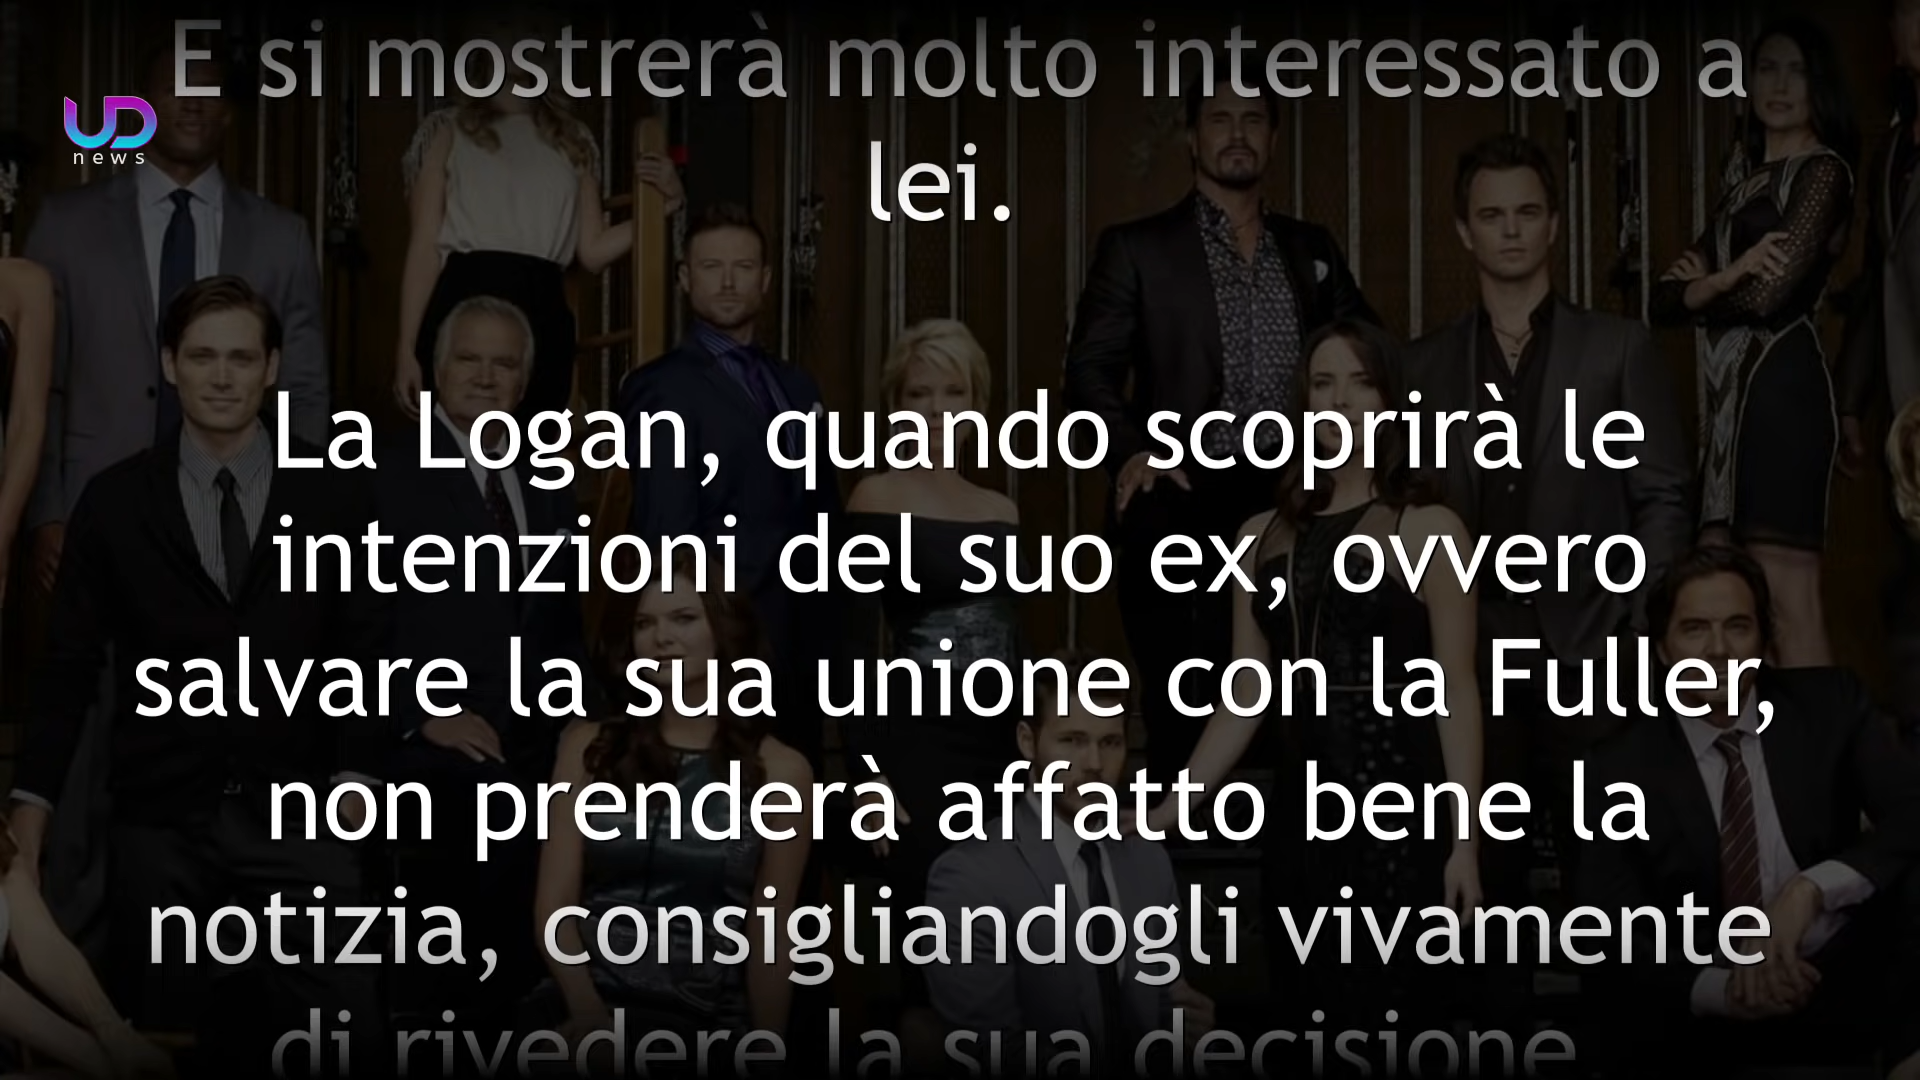 E si mostrerà molto interessato a
UD
news
lei.
La Logan, quando scoprirà le
intenzioni del suo ex, ovvero
salvare la sua unione con la Fuller,
non prenderà affatto bene la
notizia, consigliandogli vivamente
di rivedere la sua decisione